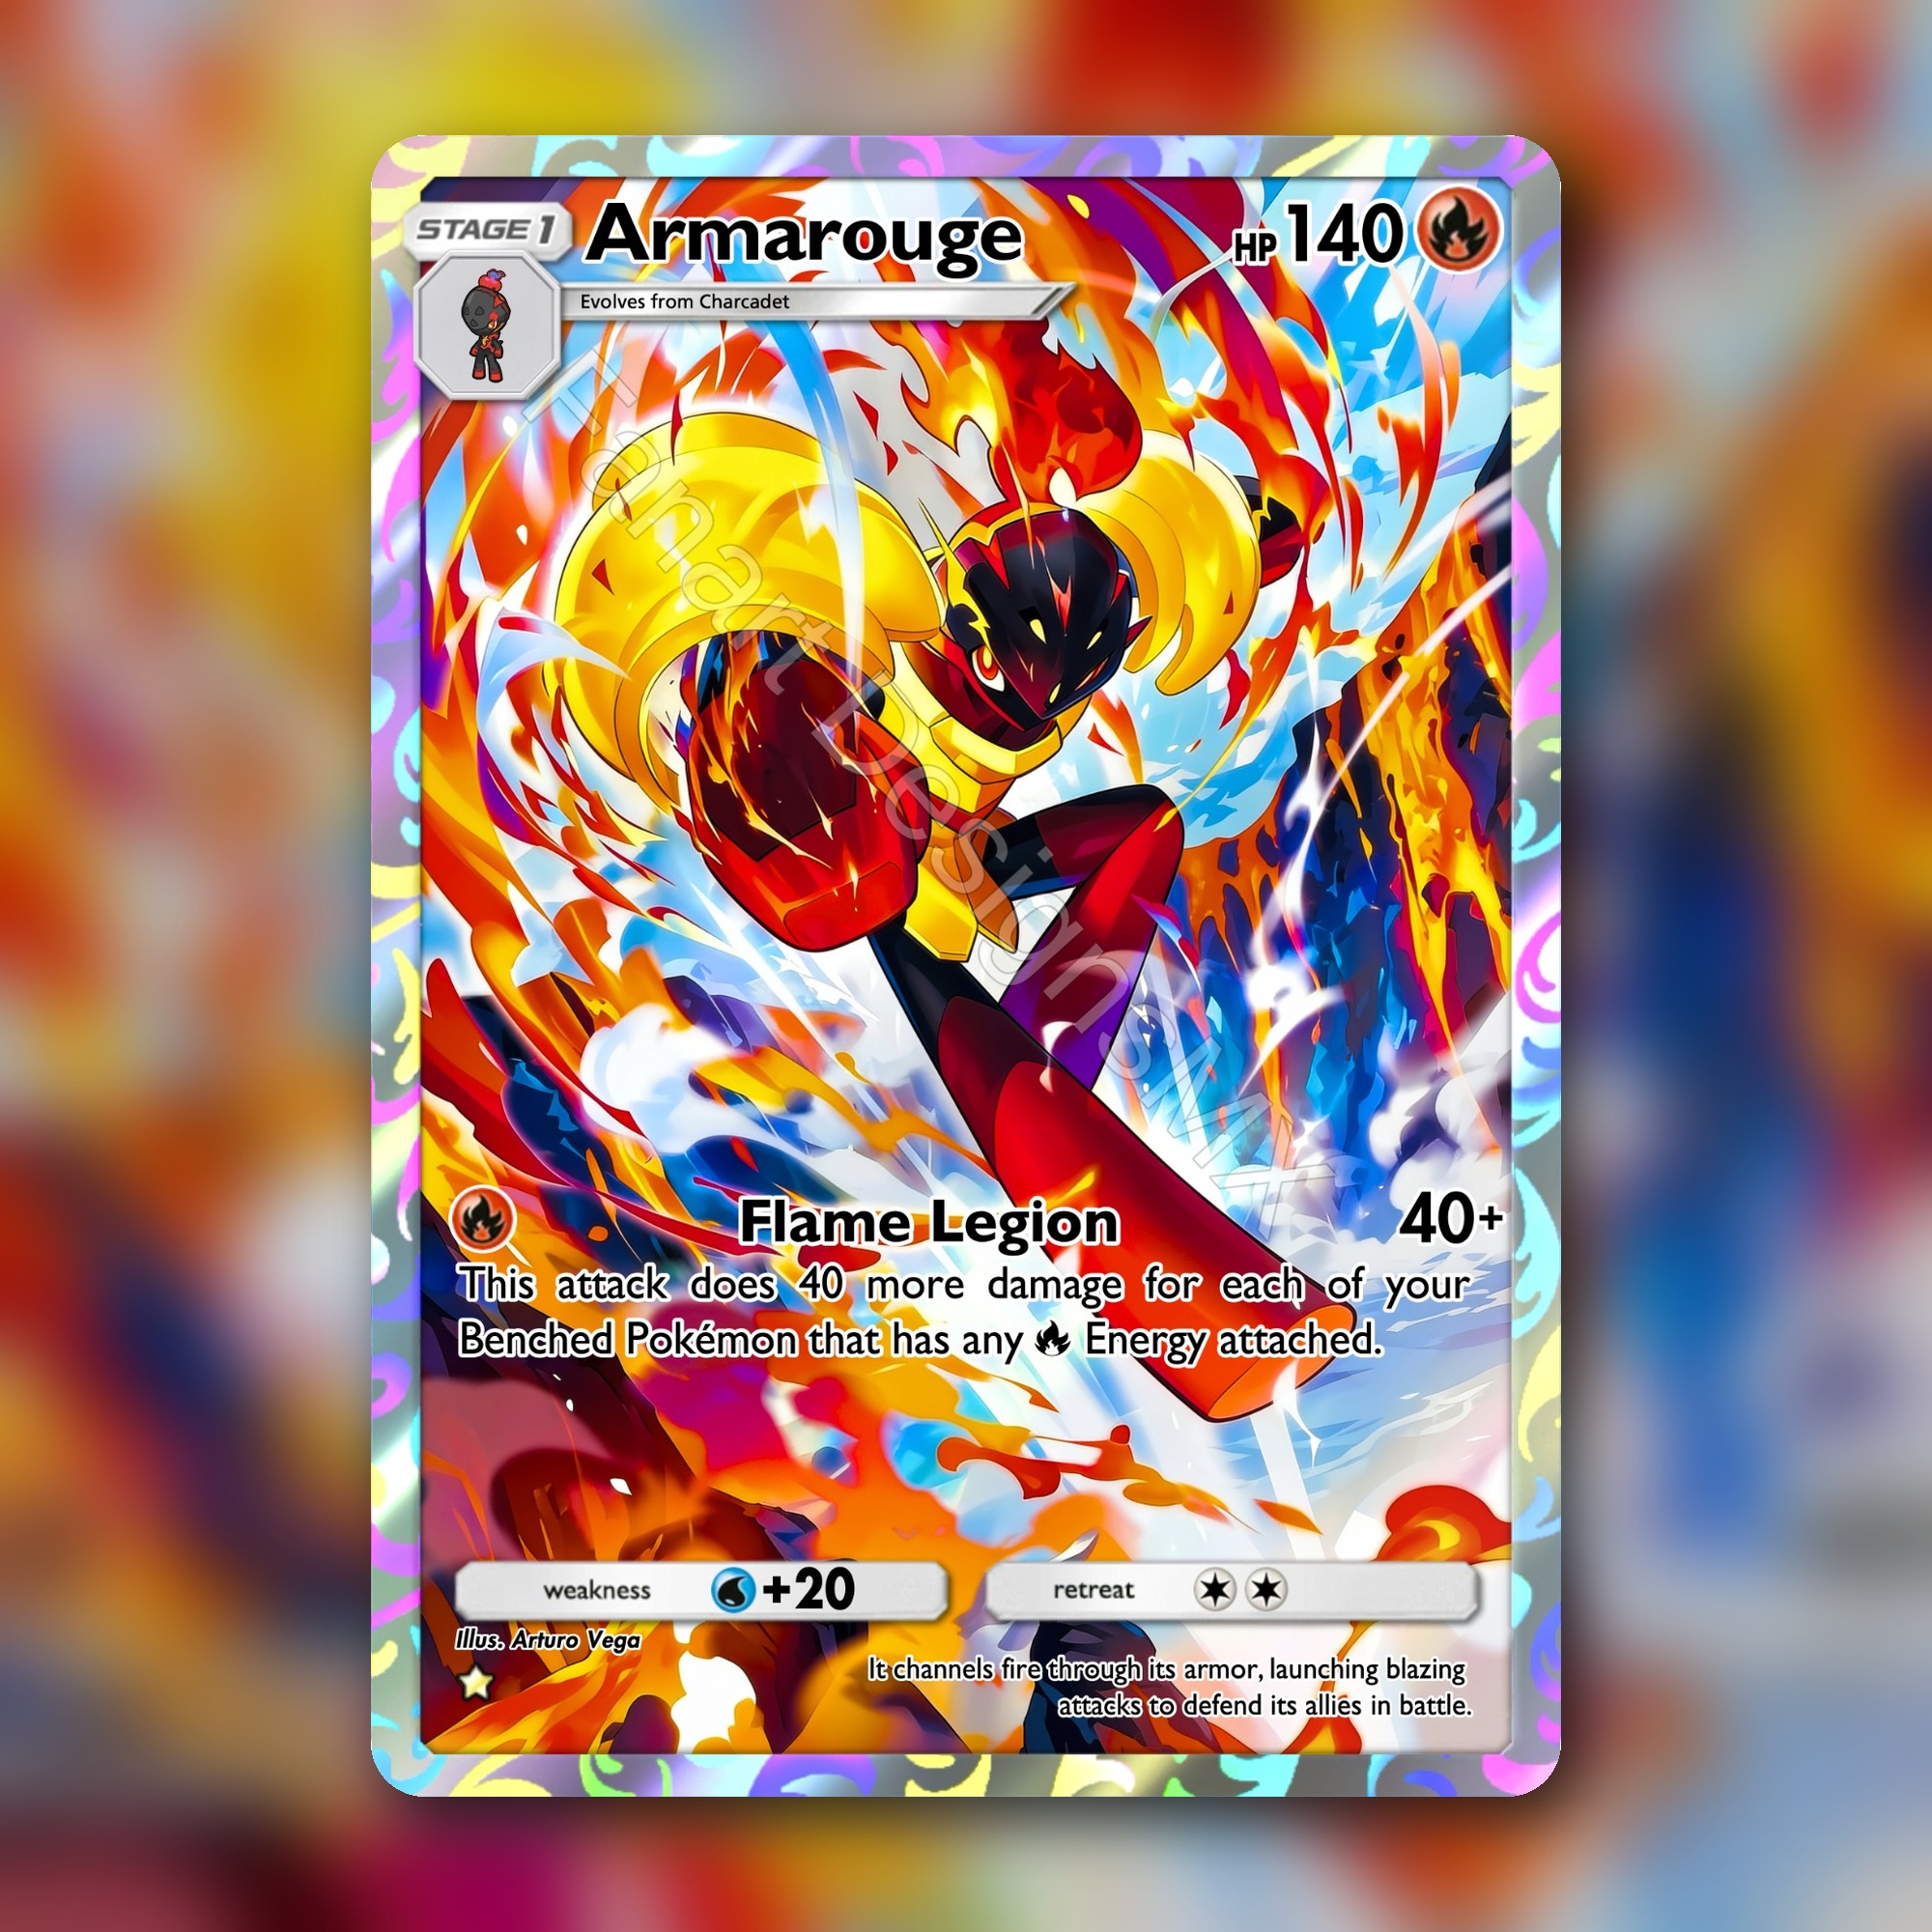 STAGE 1
Armarouge
HP 140
Evolves from Charcadet
Fanart DesignsMX
Flame Legion
40+
This attack does 40 more damage for each of your
Benched Pokémon that has any Energy attached.
weakness +20
retreat
Illus. Arturo Vega
It channels fire through its armor, launching blazing
attacks to defend its allies in battle.